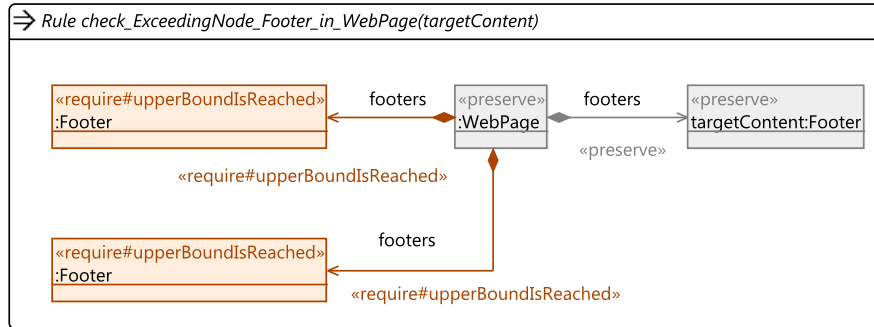 Rule check_ExceedingNode_Footer_in_WebPage(targetContent)
«require#upperBoundIsReached»
:Footer
footers
«preserve»
:WebPage
footers
«preserve»
targetContent:Footer
«preserve»
«require#upperBoundIsReached»
footers
«require#upperBoundIsReached»
:Footer
«require#upperBoundIsReached»